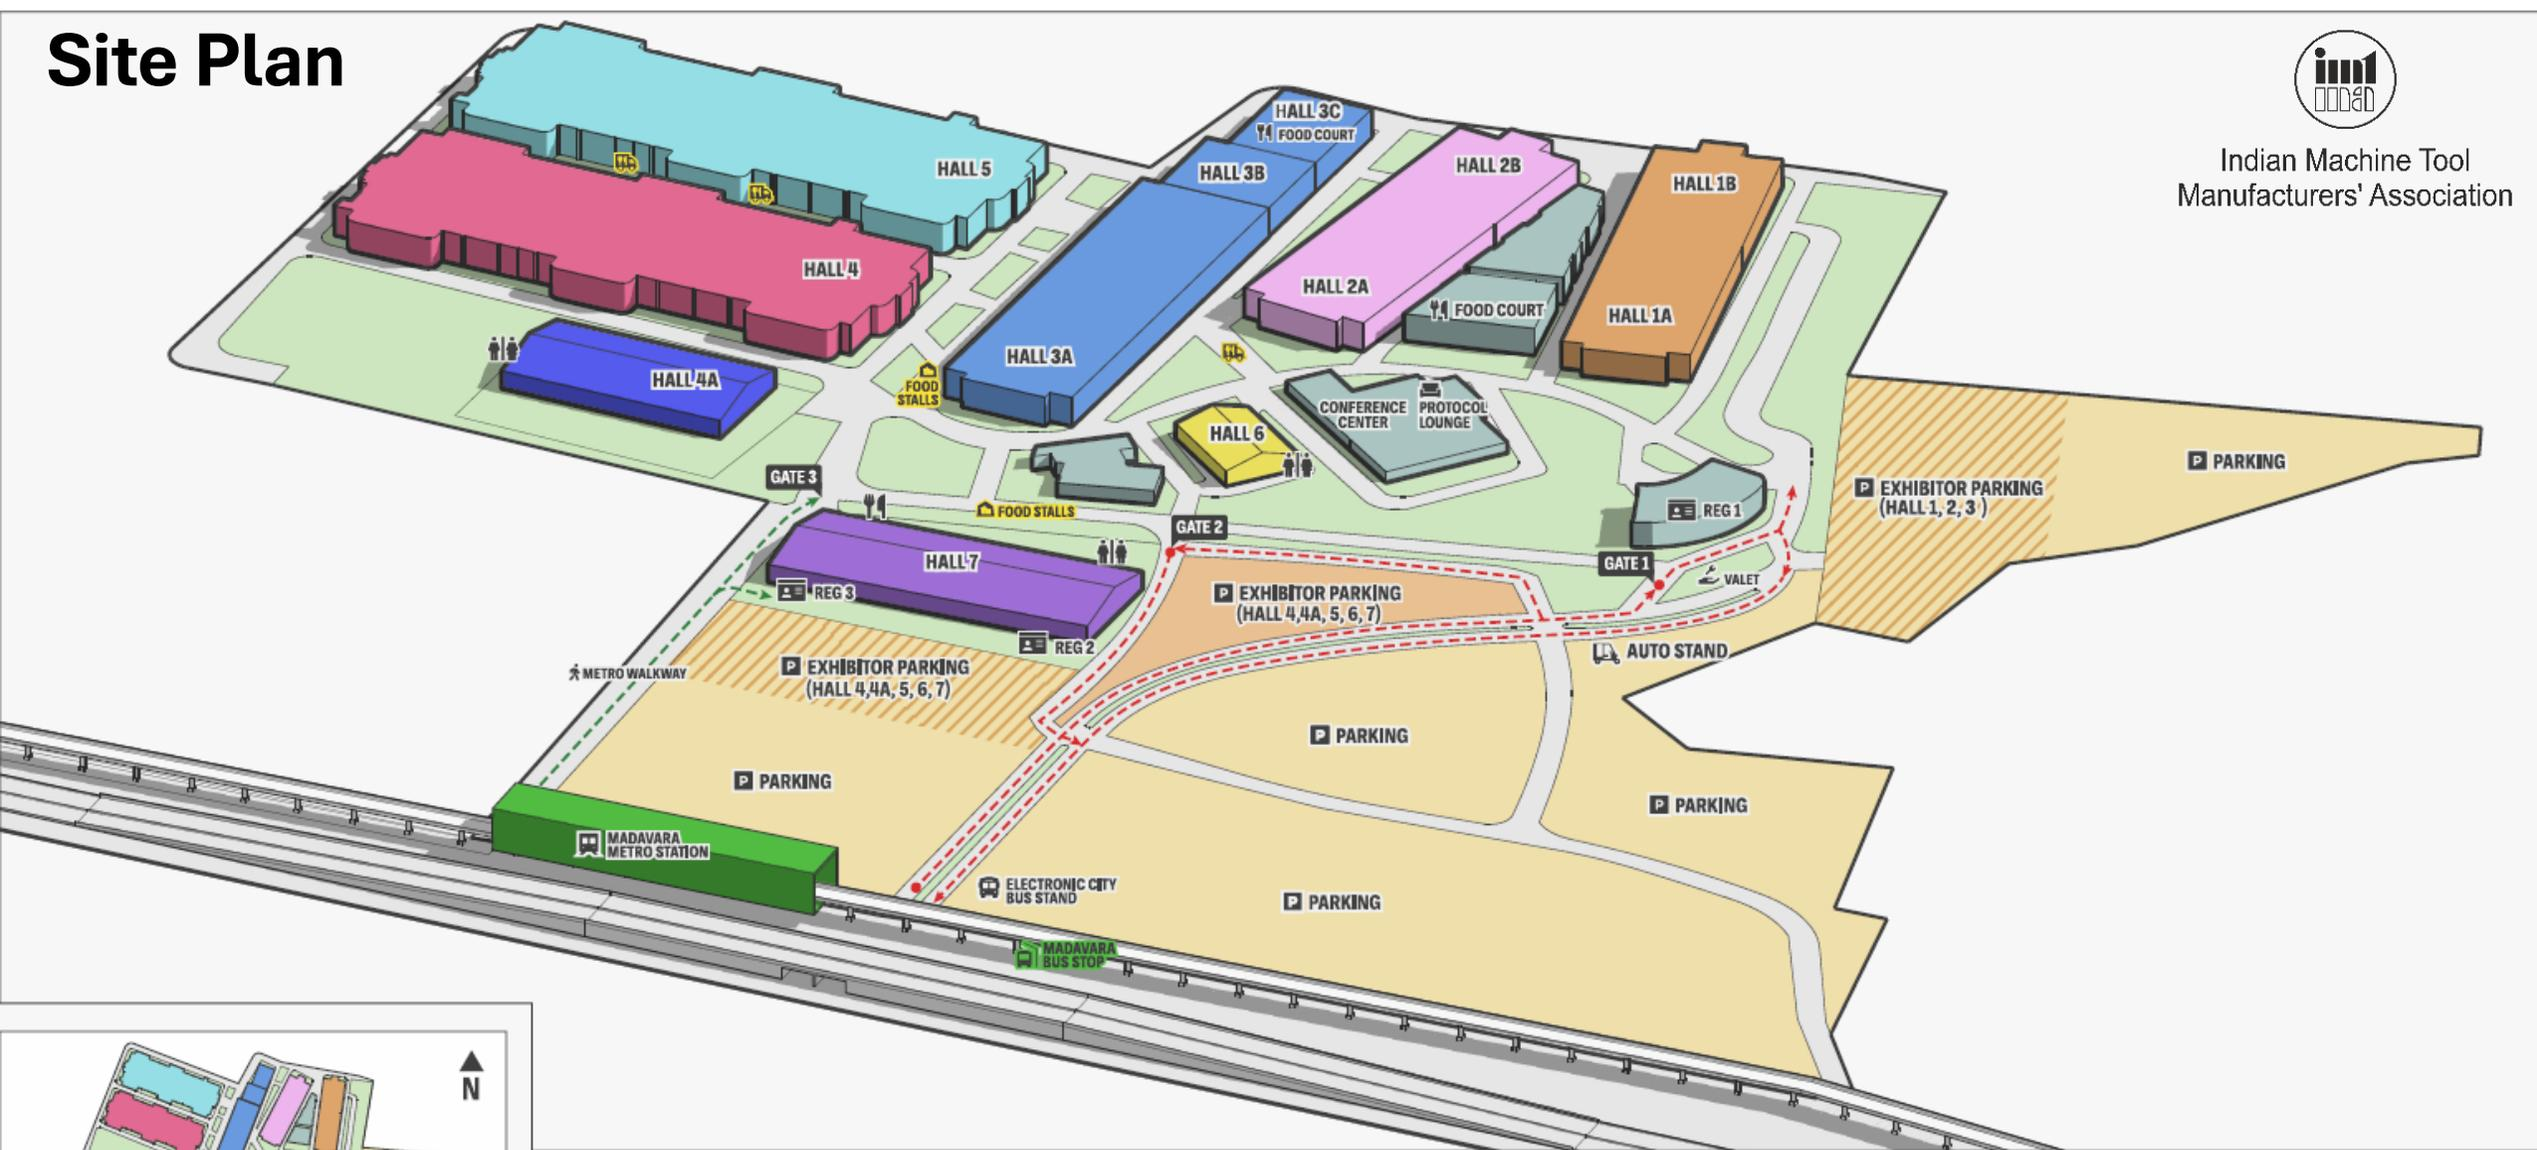 Site Plan
imt
ima
Indian Machine Tool
Manufacturers' Association
HALL 5
HALL 4
HALL 4A
HALL 3C
FOOD COURT
HALL 3B
HALL 3A
FOOD
STALLS
HALL 2B
HALL 2A
FOOD COURT
HALL 1B
HALL 1A
CONFERENCE
CENTER
PROTOCOL
LOUNGE
HALL 6
GATE 3
FOOD STALLS
GATE 2
HALL 7
REG 3
REG 2
REG 1
GATE 1
VALET
P EXHIBITOR PARKING
(HALL 1, 2, 3 )
P PARKING
P EXHIBITOR PARKING
(HALL 4,4A, 5, 6, 7)
AUTO STAND
METRO WALKWAY
P EXHIBITOR PARKING
(HALL 4,4A, 5, 6, 7)
P PARKING
P PARKING
P PARKING
P PARKING
MADAVARA
METRO STATION
ELECTRONIC CITY
BUS STAND
MADAVARA
BUS STOP
N